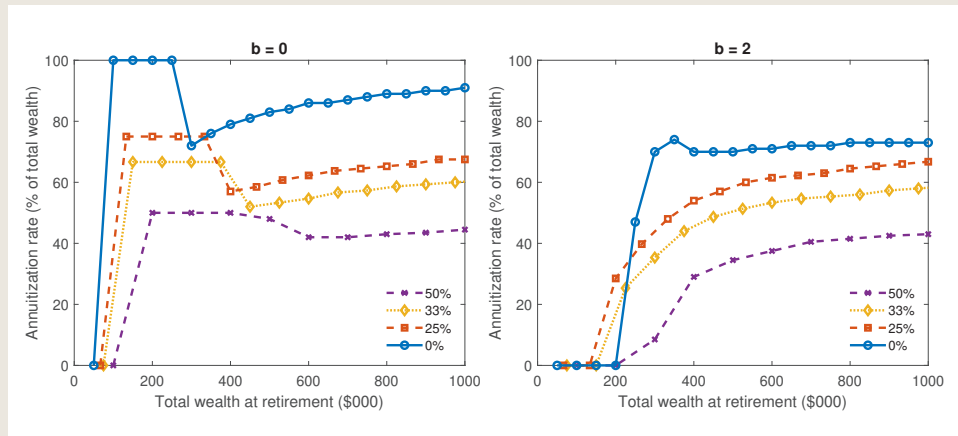 b = 0
Annuitization rate (% of total wealth)
100
80
60
40
20
0
0 200 400 600 800 1000
Total wealth at retirement ($000)
50%
33%
25%
0%
b = 2
Annuitization rate (% of total wealth)
100
80
60
40
20
0
0 200 400 600 800 1000
Total wealth at retirement ($000)
50%
33%
25%
0%